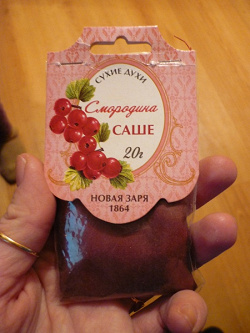 СУХИЕ ДУХИ
Смородина
САШЕ
20г
НОВАЯ ЗАРЯ
1864